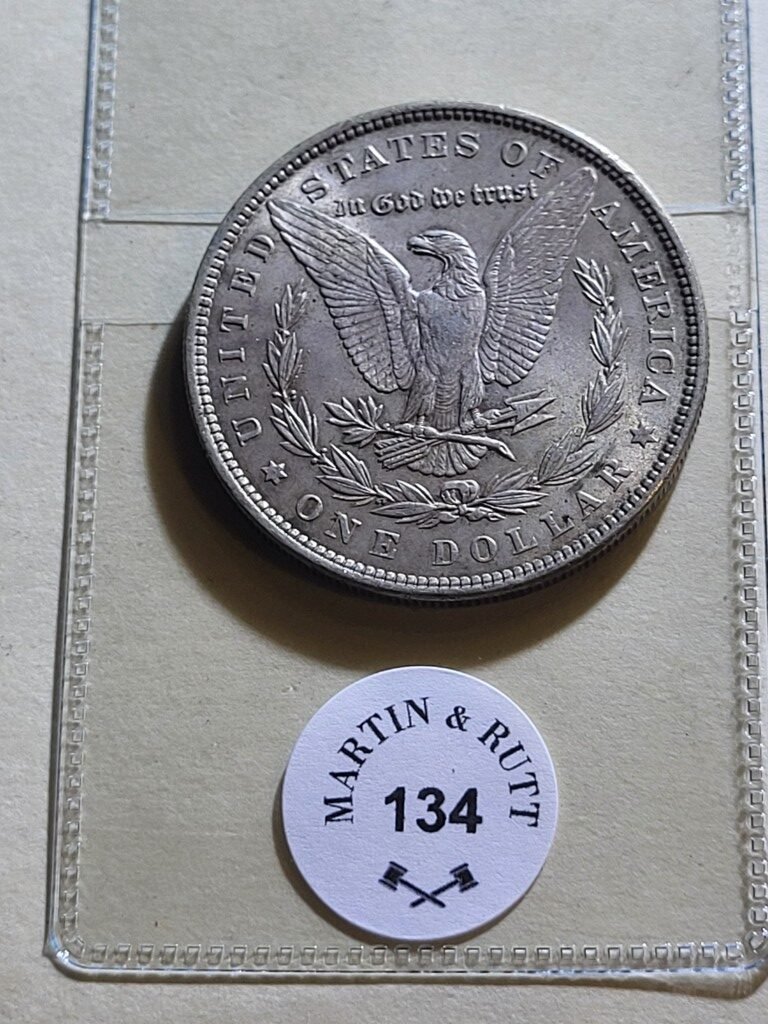 UNITED STATES OF AMERICA
In God we trust
ONE DOLLAR
MARTIN & RUTT
134